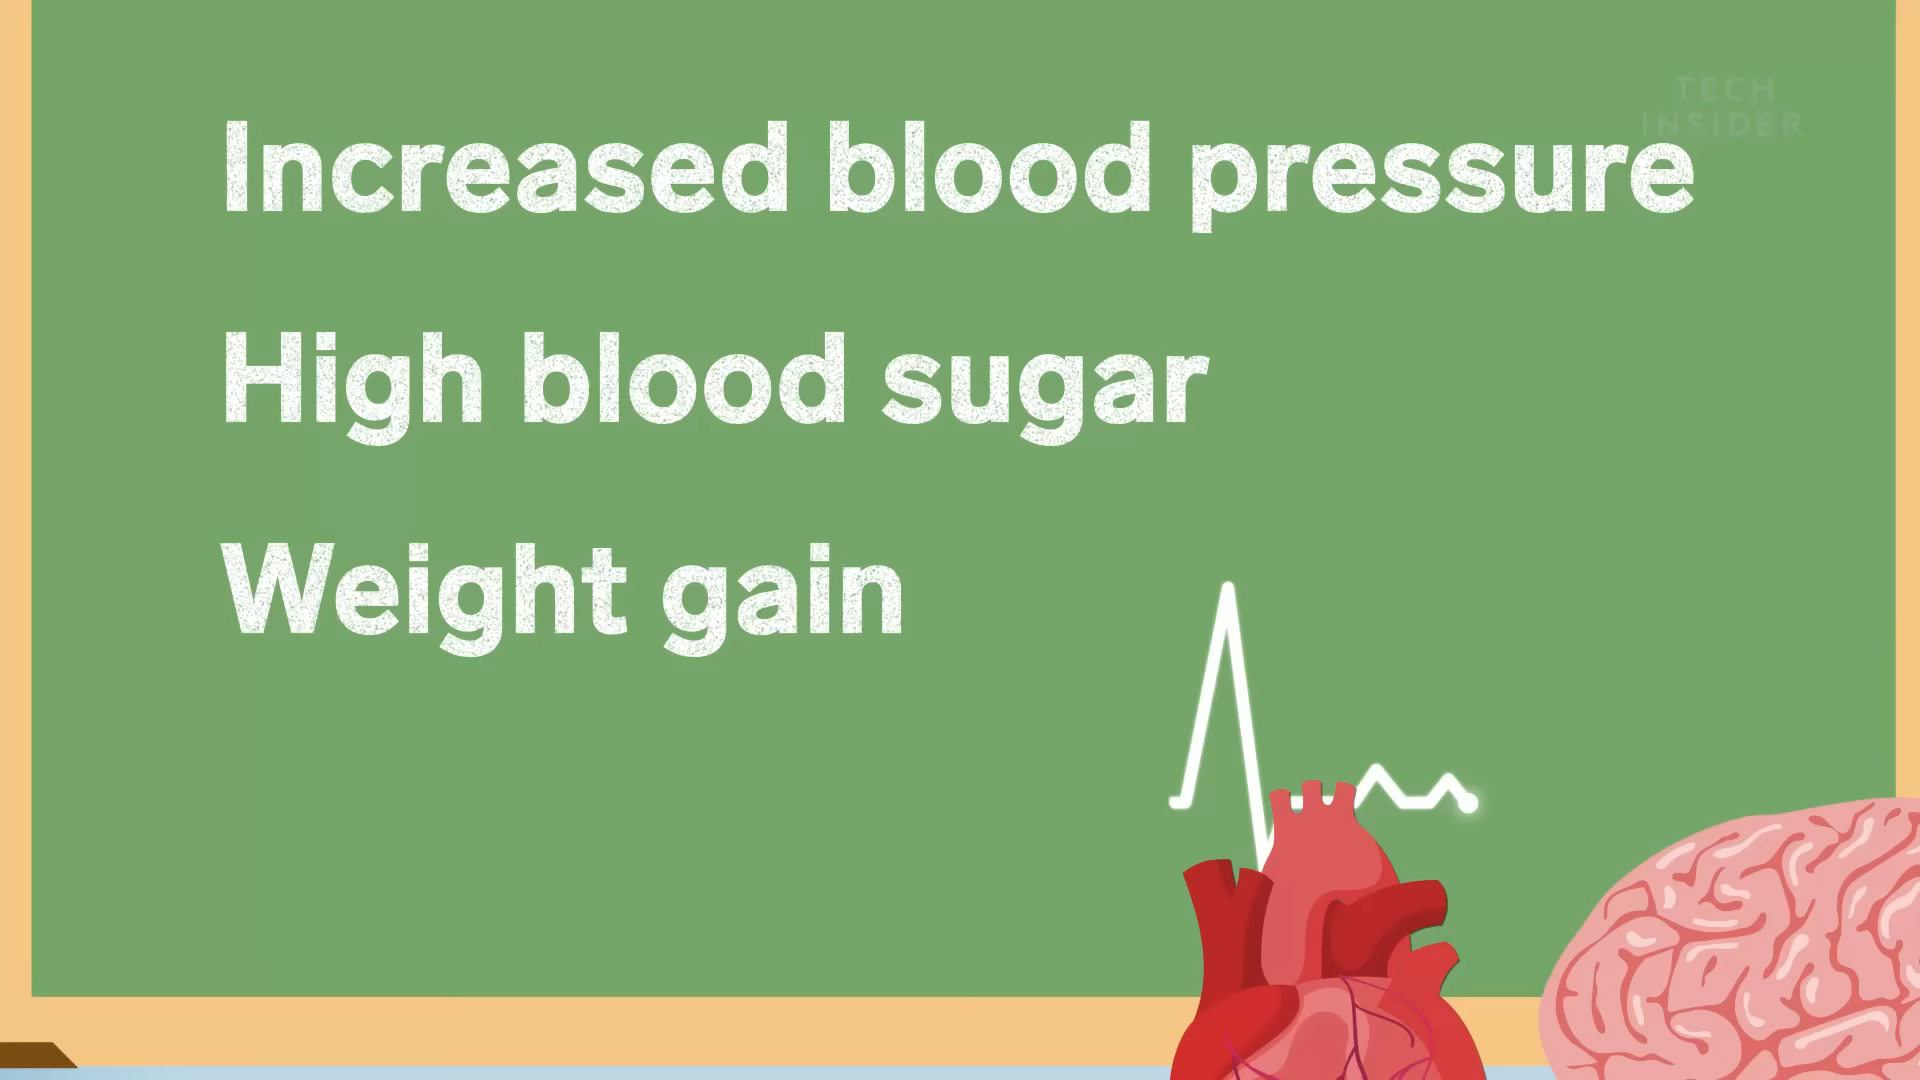 TECH
INSIDER
Increased blood pressure
High blood sugar
Weight gain